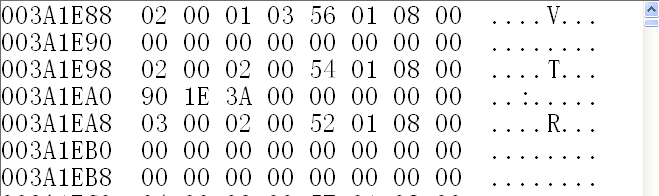 003A1E88 02 00 01 03 56 01 08 00 ....V...
003A1E90 00 00 00 00 00 00 00 00 ........
003A1E98 02 00 02 00 54 01 08 00 ....T...
003A1EA0 90 1E 3A 00 00 00 00 00 ..:.....
003A1EA8 03 00 02 00 52 01 08 00 ....R...
003A1EB0 00 00 00 00 00 00 00 00 ........
003A1EB8 00 00 00 00 00 00 00 00 ........